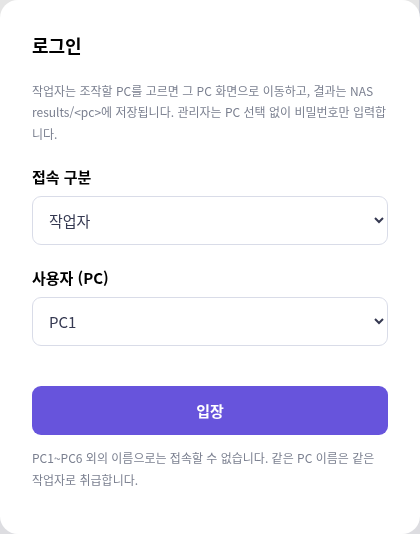 로그인
작업자는 조작할 PC를 고르면 그 PC 화면으로 이동하고, 결과는 NAS
results/<pc>에 저장됩니다. 관리자는 PC 선택 없이 비밀번호만 입력합
니다.
접속 구분
작업자
사용자 (PC)
PC1
입장
PC1~PC6 외의 이름으로는 접속할 수 없습니다. 같은 PC 이름은 같은
작업자로 취급합니다.